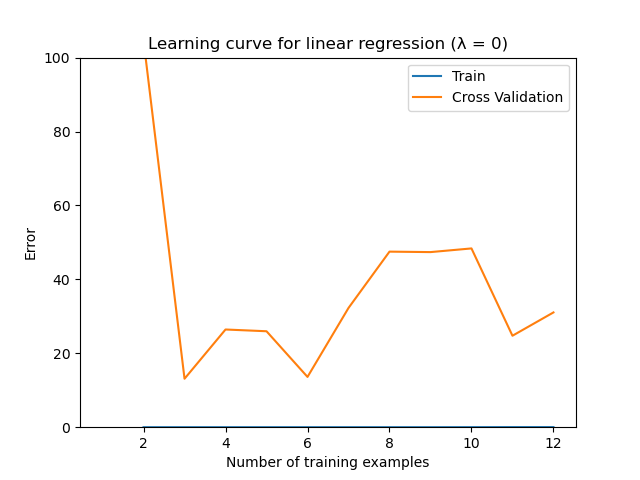 Learning curve for linear regression (λ = 0)
Train
Cross Validation
100
80
60
40
20
0
Error
2 4 6 8 10 12
Number of training examples